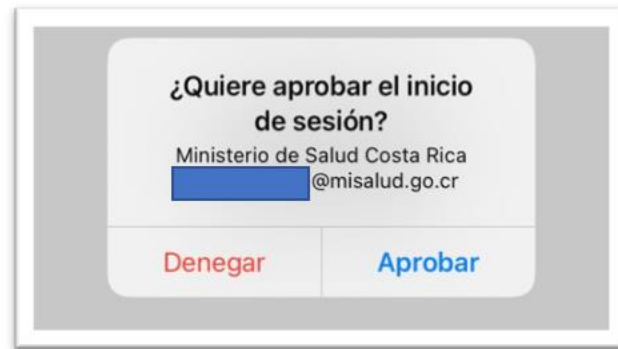 ¿Quiere aprobar el inicio
de sesión?
Ministerio de Salud Costa Rica
@misalud.go.cr
Denegar
Aprobar